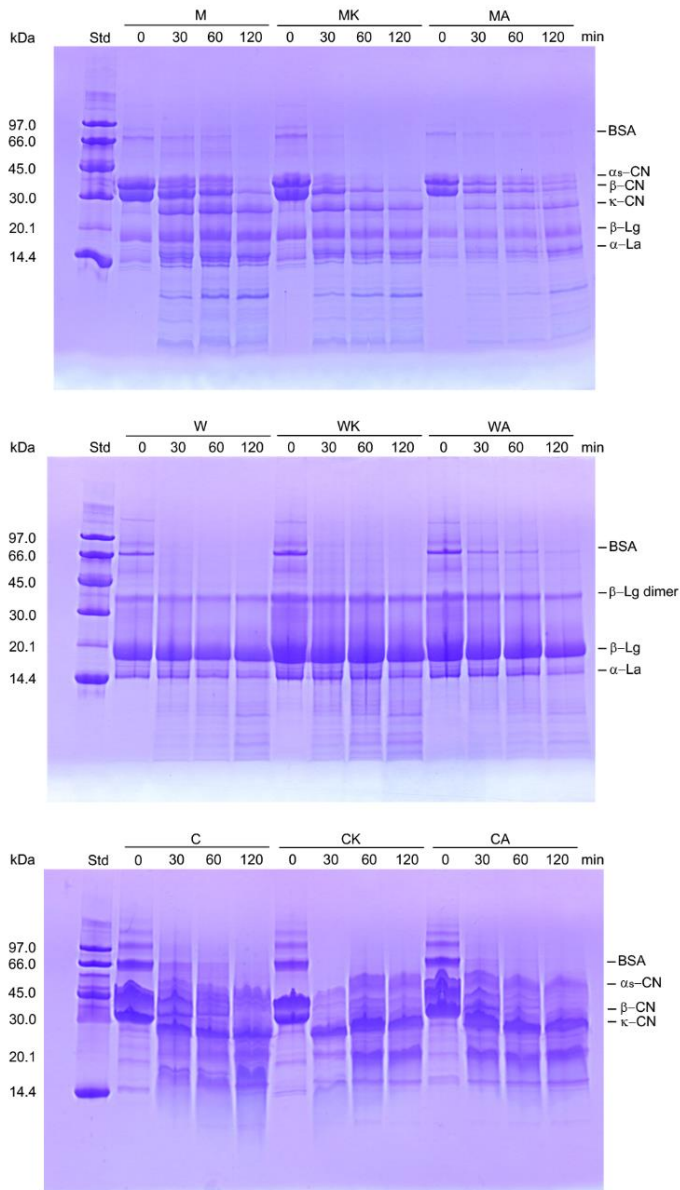 M MK MA
kDa Std 0 30 60 120 0 30 60 120 0 30 60 120 min
97.0
66.0
45.0
30.0
20.1
14.4
BSA
αs-CN
β-CN
κ-CN
β-Lg
α-La
W WK WA
kDa Std 0 30 60 120 0 30 60 120 0 30 60 120 min
97.0
66.0
45.0
30.0
20.1
14.4
BSA
β-Lg dimer
β-Lg
α-La
C CK CA
kDa Std 0 30 60 120 0 30 60 120 0 30 60 120 min
97.0
66.0
45.0
30.0
20.1
14.4
BSA
αs-CN
β-CN
κ-CN